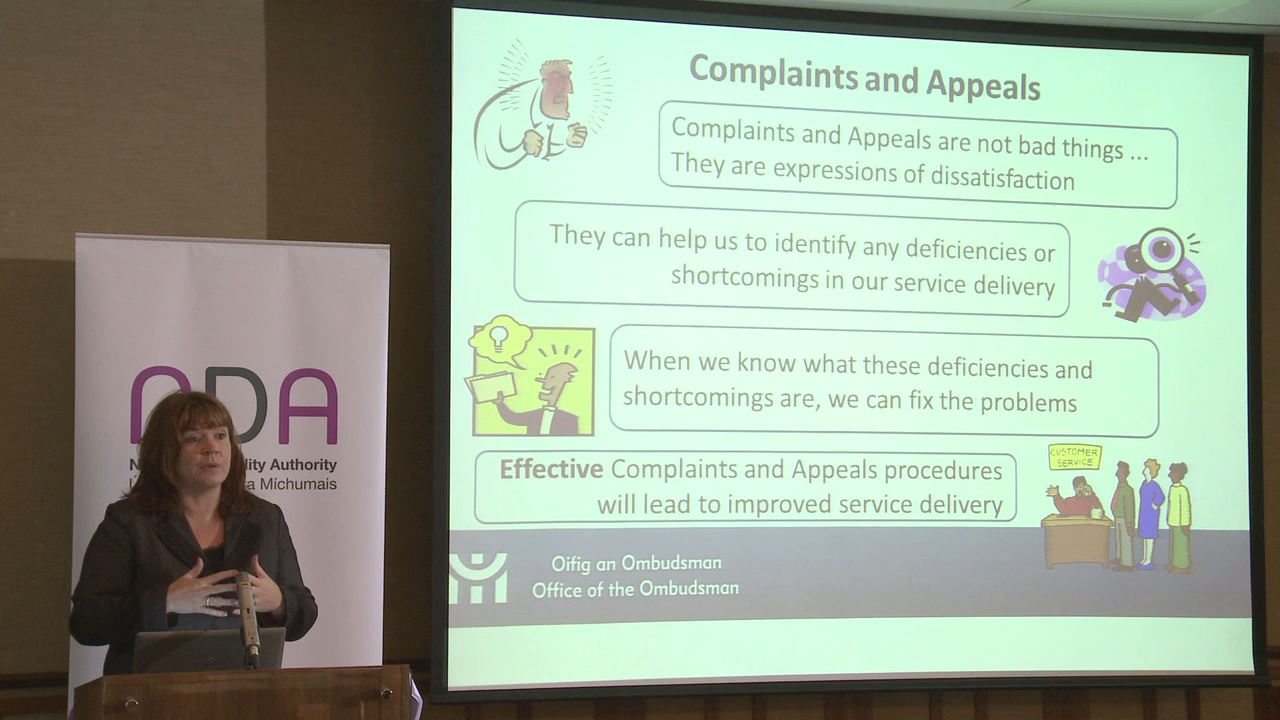 Complaints and Appeals
Complaints and Appeals are not bad things ...
They are expressions of dissatisfaction
They can help us to identify any deficiencies or
shortcomings in our service delivery
When we know what these deficiencies and
shortcomings are, we can fix the problems
CUSTOMER
SERVICE
Effective Complaints and Appeals procedures
will lead to improved service delivery
Oifig an Ombudsman
Office of the Ombudsman
NDA
Authority
Míchumais